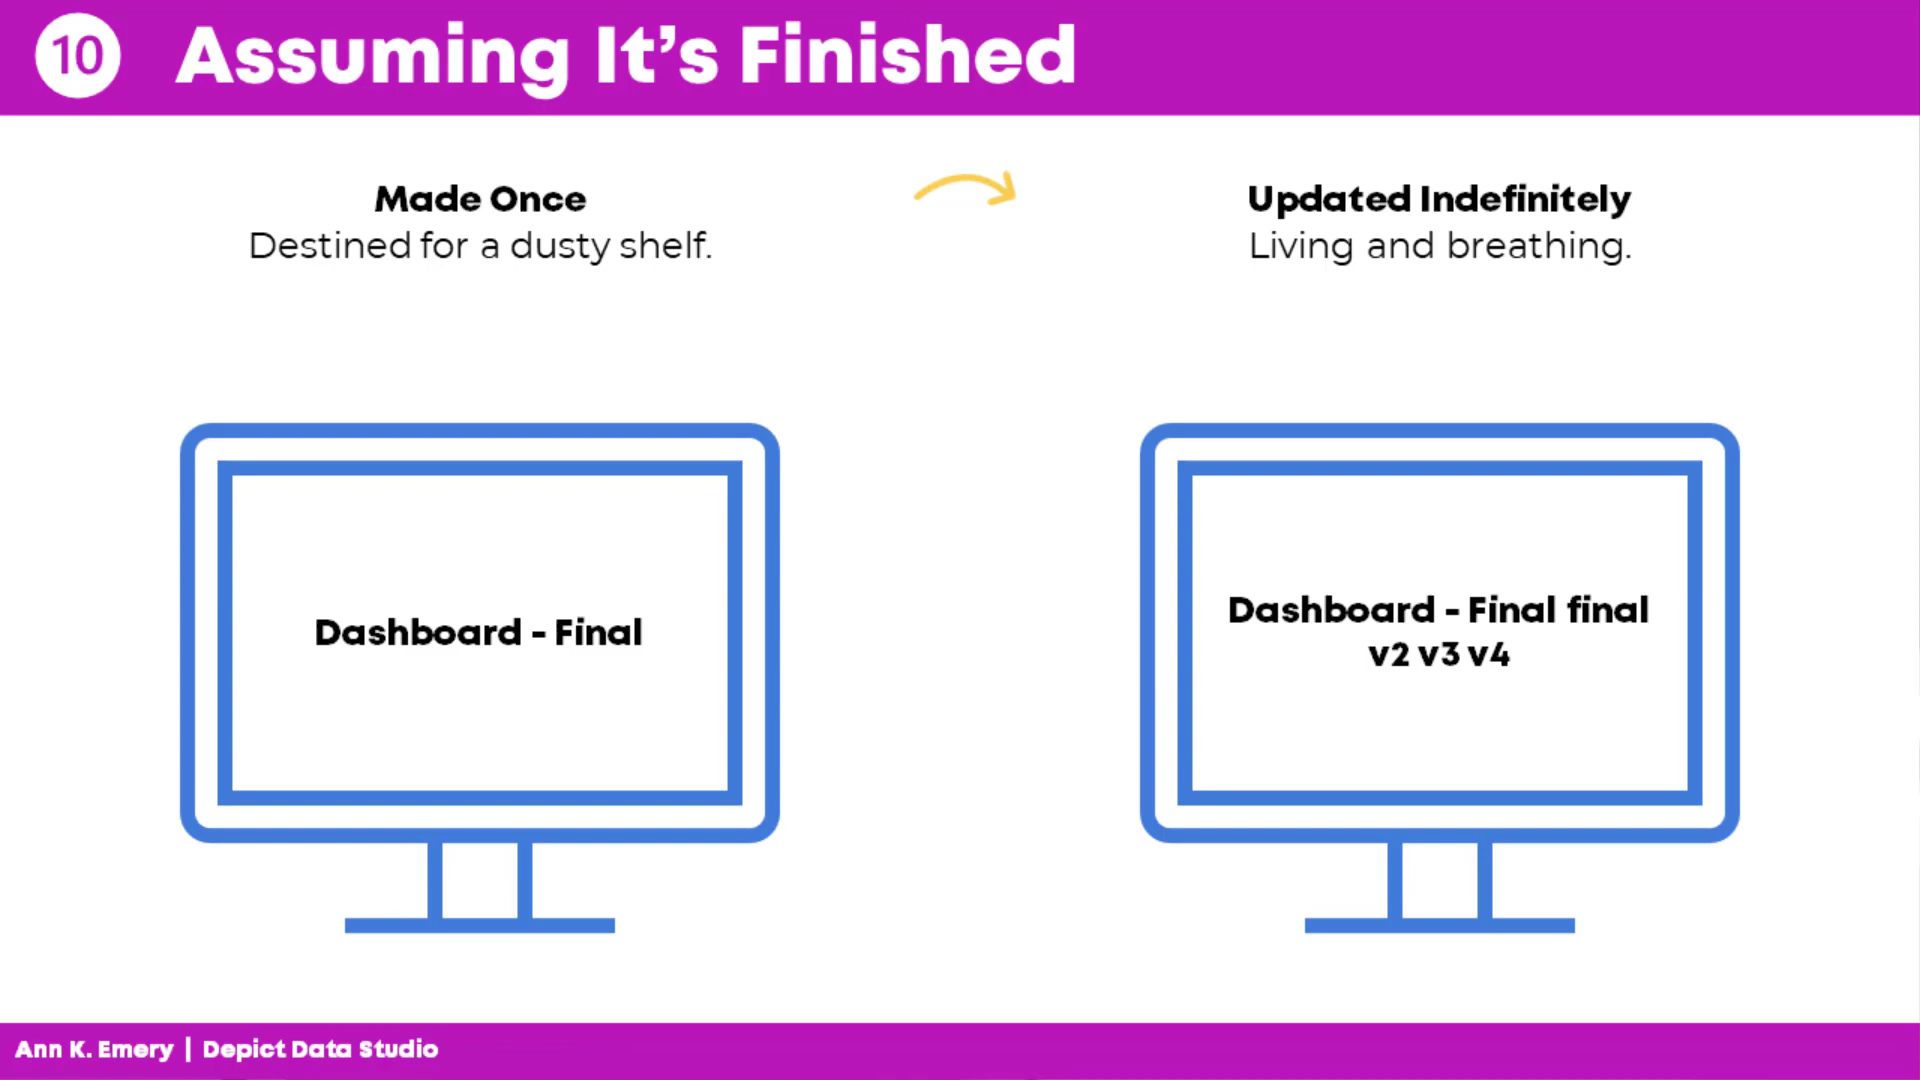 10
Assuming It's Finished
Made Once
Destined for a dusty shelf.
Updated Indefinitely
Living and breathing.
Dashboard - Final
Dashboard - Final final
v2 v3 v4
Ann K. Emery | Depict Data Studio